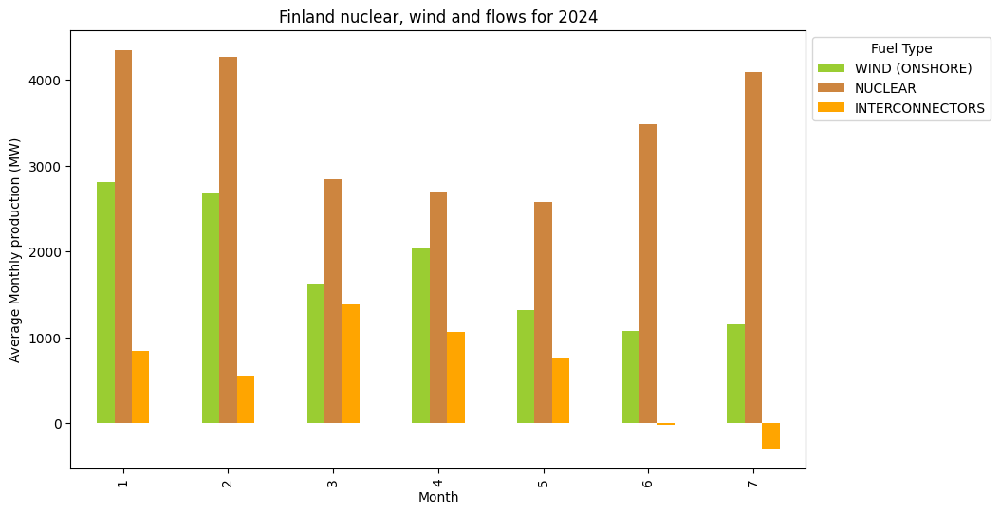 Finland nuclear, wind and flows for 2024
Average Monthly production (MW)
4000
3000
2000
1000
0
1 2 3 4 5 6 7
Month
Fuel Type
WIND (ONSHORE)
NUCLEAR
INTERCONNECTORS